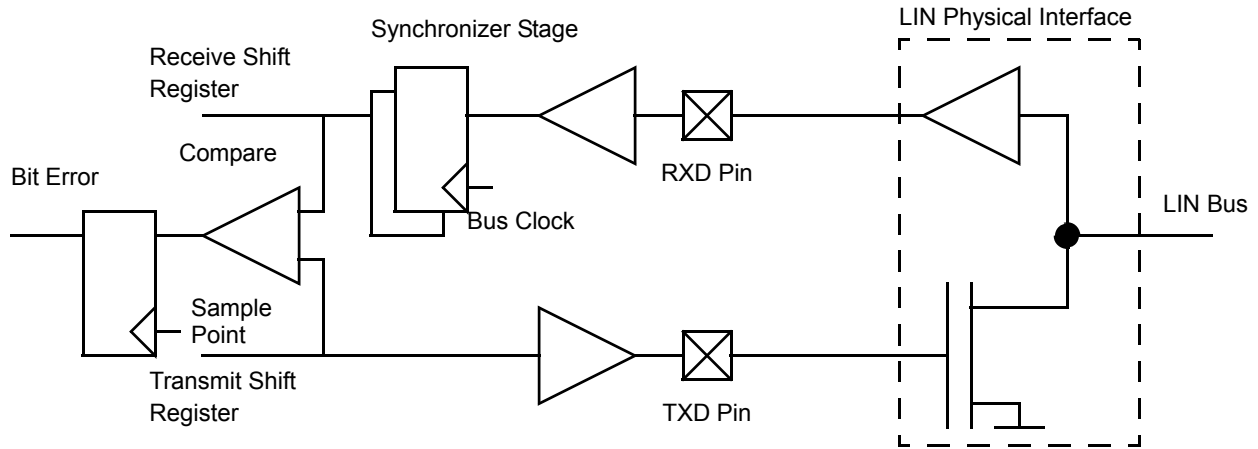 LIN Physical Interface
Synchronizer Stage
Receive Shift
Register
Compare
RXD Pin
Bit Error
LIN Bus
Bus Clock
Sample
Point
Transmit Shift
Register
TXD Pin